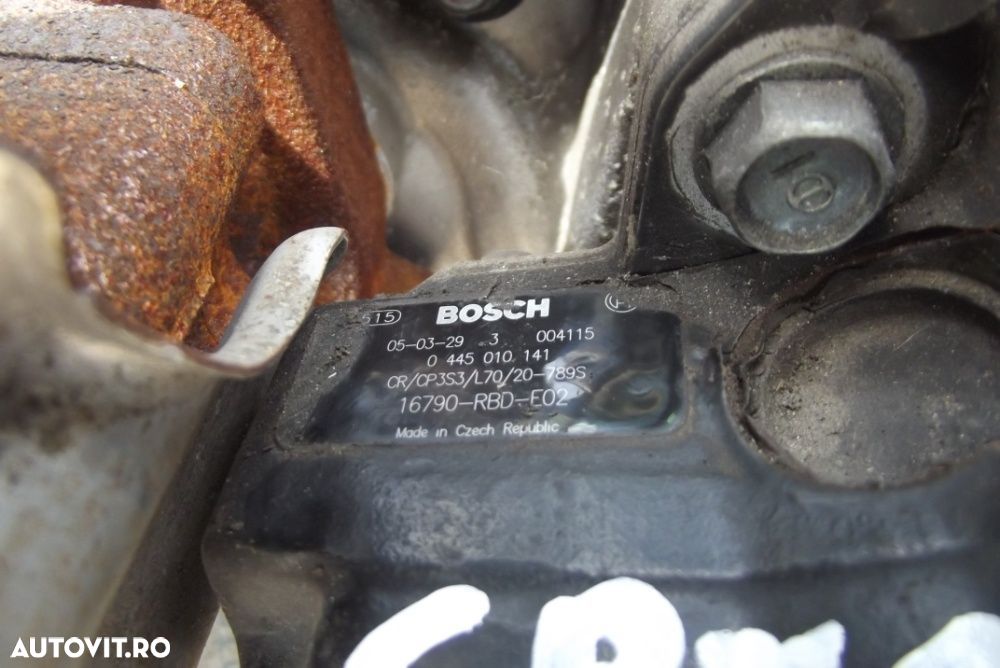 515 BOSCH
05-03-29 3 004115
0 445 010 141
CR/CP3S3/L70/20-789S
16790-RBD-E02
Made in Czech Republic
AUTOVIT.RO